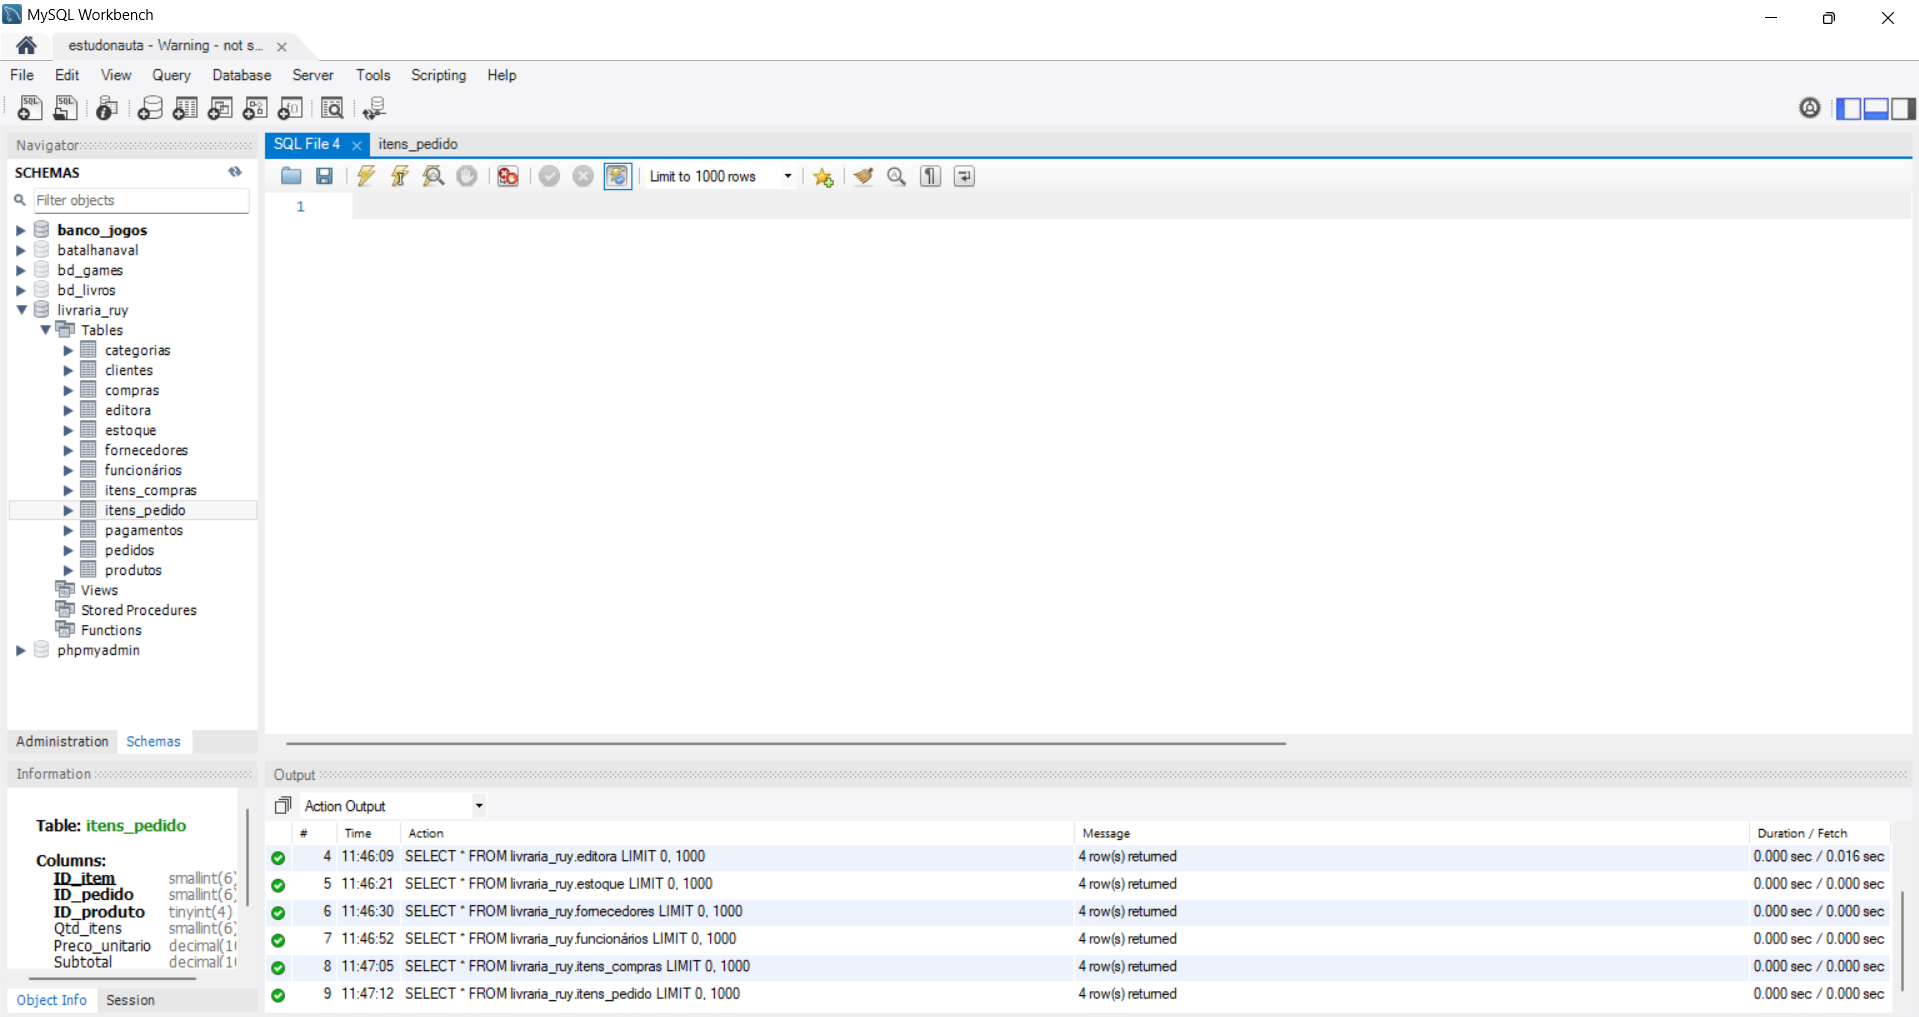 MySQL Workbench
estudonauta - Warning - not s...
File Edit View Query Database Server Tools Scripting Help
Navigator
SCHEMAS
Filter objects
banco_jogos
batalhanaval
bd_games
bd_livros
livraria_ruy
Tables
categorias
clientes
compras
editora
estoque
fornecedores
funcionários
itens_compras
itens_pedido
pagamentos
pedidos
produtos
Views
Stored Procedures
Functions
phpmyadmin
Administration Schemas
Information
Table: itens_pedido
Columns:
ID_item smallint(6)
ID_pedido smallint(6)
ID_produto tinyint(4)
Qtd_itens smallint(6)
Preco_unitario decimal(1
Subtotal decimal(1
Object Info Session
SQL File 4 itens_pedido
Limit to 1000 rows
1
Output
Action Output
# Time Action Message Duration / Fetch
4 11:46:09 SELECT * FROM livraria_ruy.editora LIMIT 0, 1000 4 row(s) returned 0.000 sec / 0.016 sec
5 11:46:21 SELECT * FROM livraria_ruy.estoque LIMIT 0, 1000 4 row(s) returned 0.000 sec / 0.000 sec
6 11:46:30 SELECT * FROM livraria_ruy.fornecedores LIMIT 0, 1000 4 row(s) returned 0.000 sec / 0.000 sec
7 11:46:52 SELECT * FROM livraria_ruy.funcionários LIMIT 0, 1000 4 row(s) returned 0.000 sec / 0.000 sec
8 11:47:05 SELECT * FROM livraria_ruy.itens_compras LIMIT 0, 1000 4 row(s) returned 0.000 sec / 0.000 sec
9 11:47:12 SELECT * FROM livraria_ruy.itens_pedido LIMIT 0, 1000 4 row(s) returned 0.000 sec / 0.000 sec